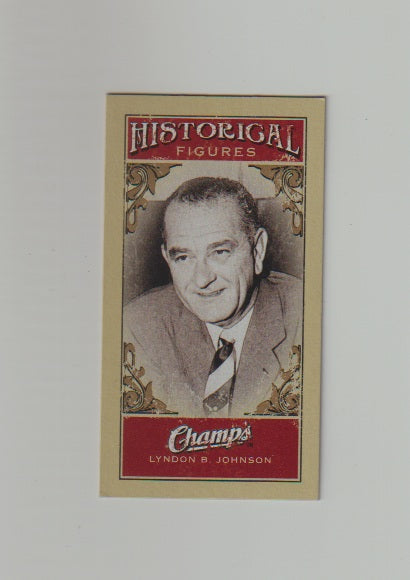 HISTORICAL
FIGURES
Champ's
LYNDON B. JOHNSON